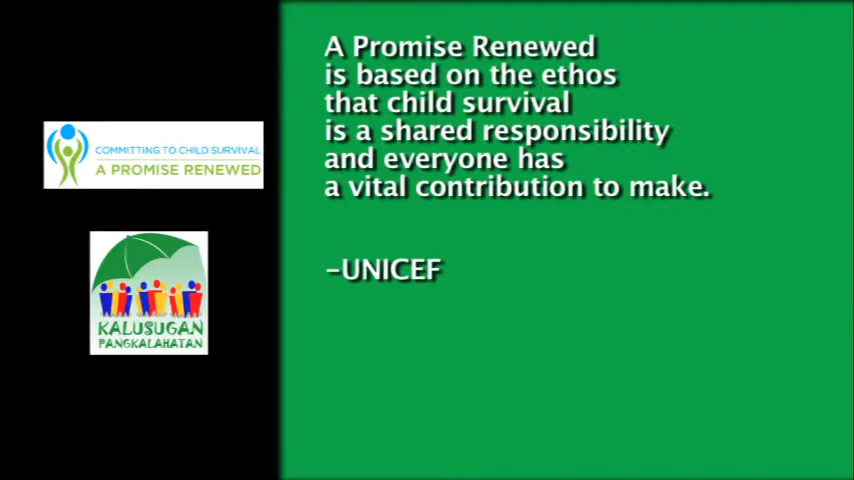 COMMITTING TO CHILD SURVIVAL
A PROMISE RENEWED
KALUSUGAN
PANGKALAHATAN
A Promise Renewed
is based on the ethos
that child survival
is a shared responsibility
and everyone has
a vital contribution to make.
-UNICEF